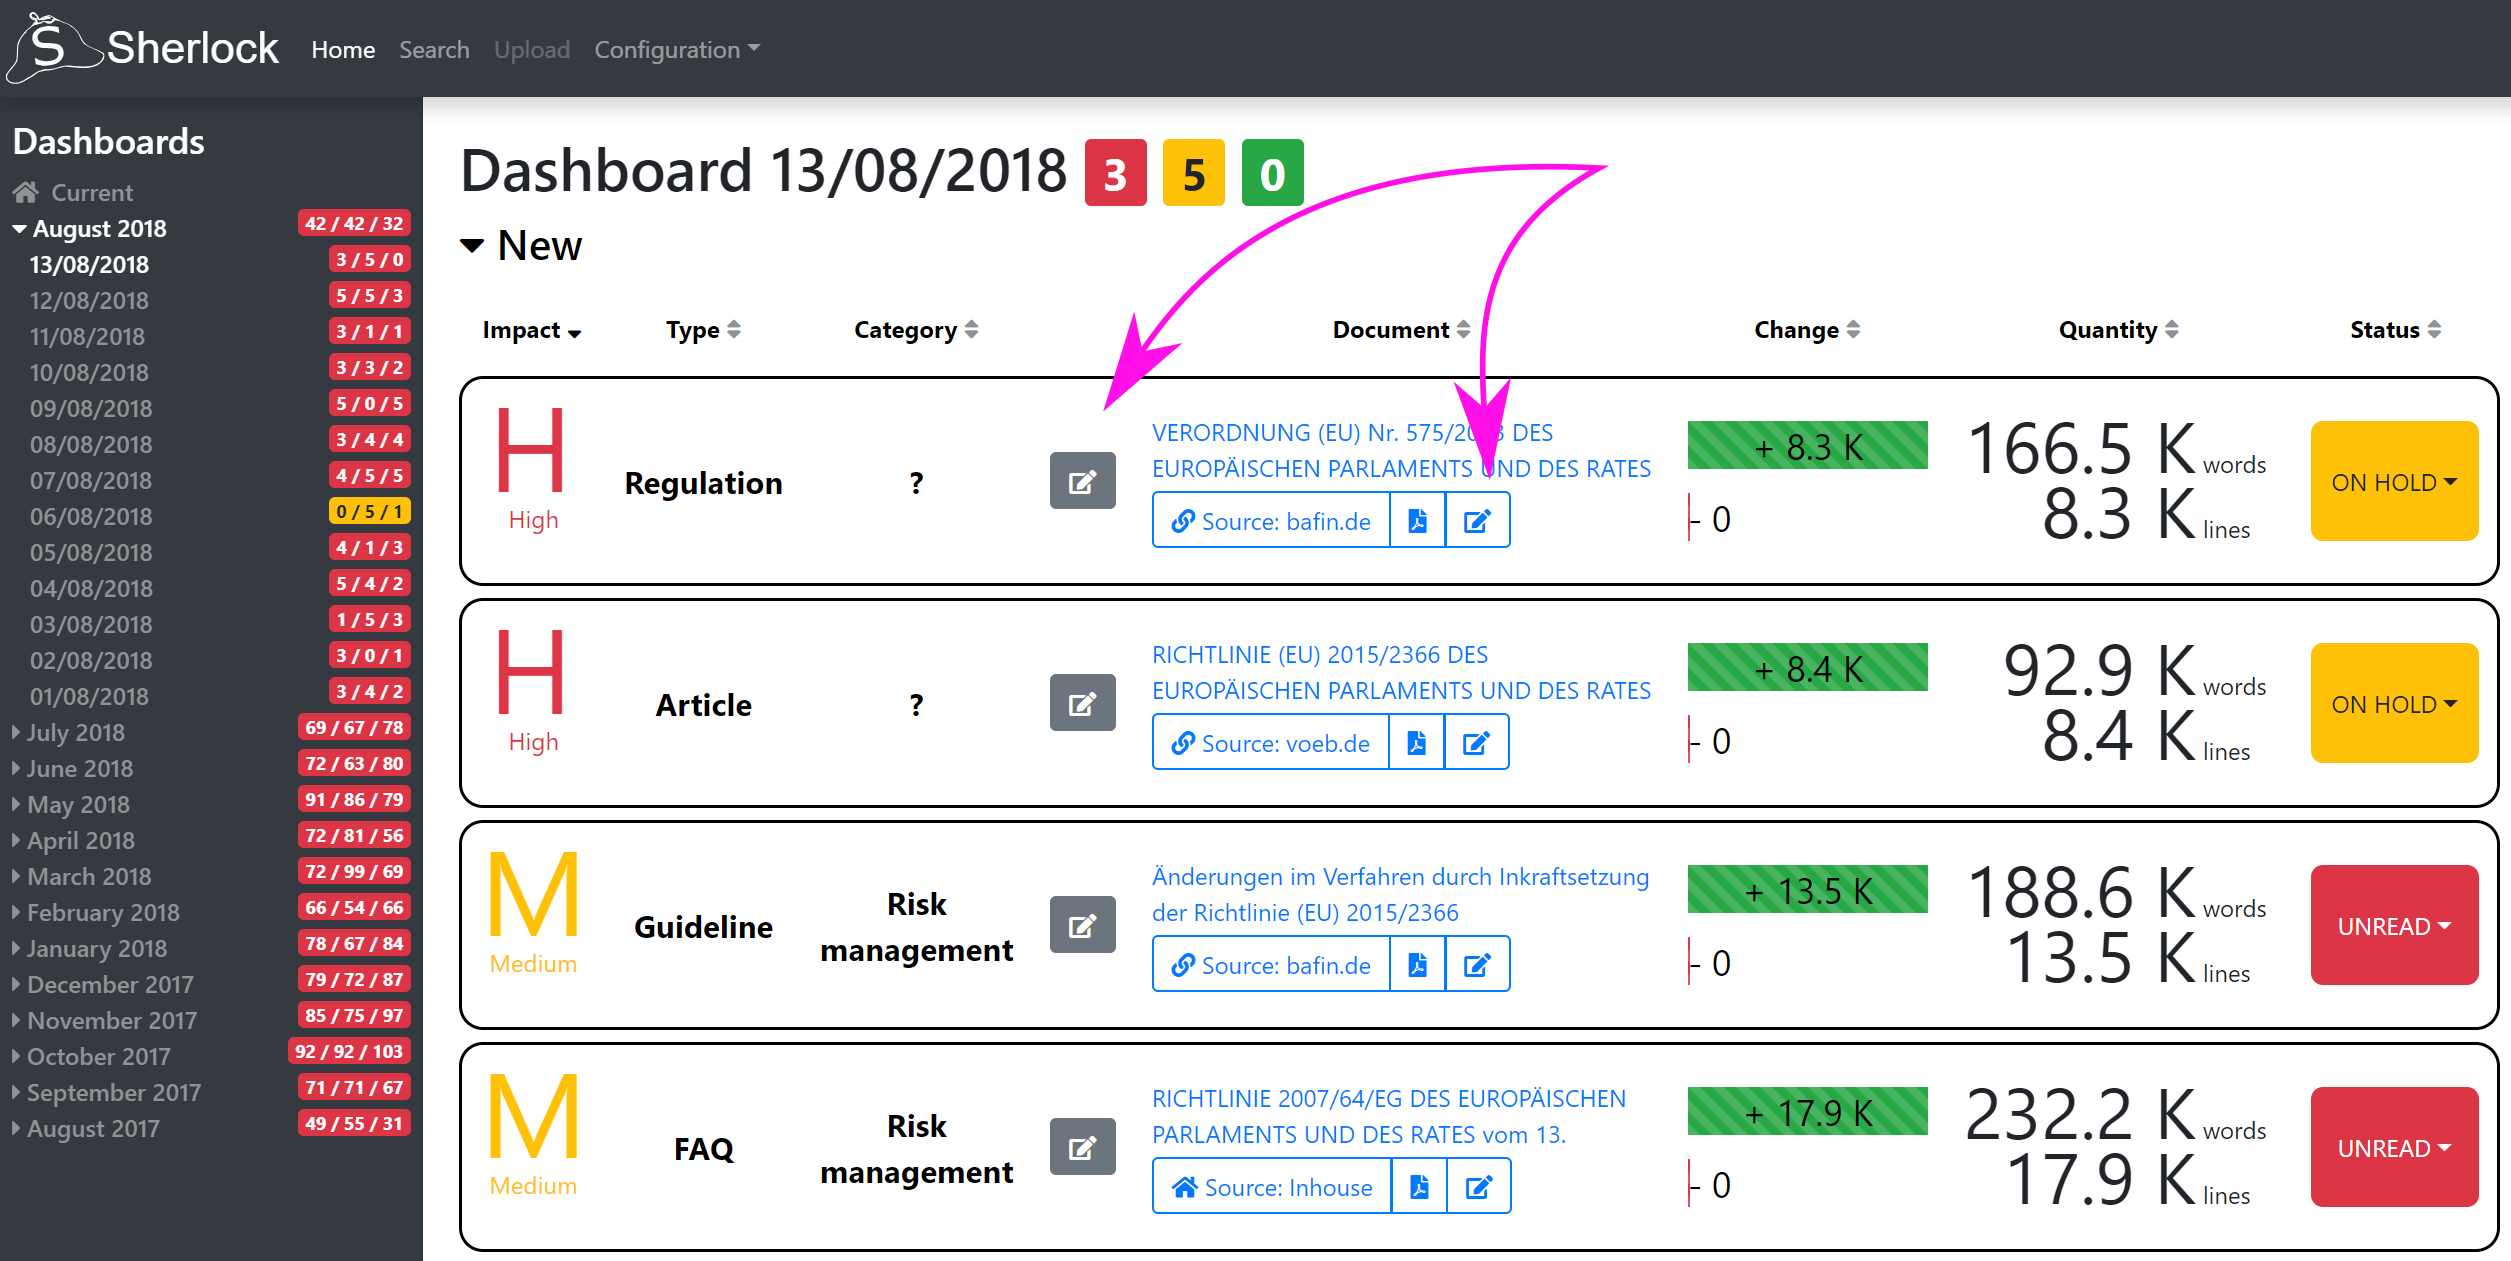 S Sherlock Home Search Upload Configuration
Dashboards
Current
August 2018 42 / 42 / 32
13/08/2018 3 / 5 / 0
12/08/2018 5 / 5 / 3
11/08/2018 3 / 1 / 1
10/08/2018 3 / 3 / 2
09/08/2018 5 / 0 / 5
08/08/2018 3 / 4 / 4
07/08/2018 4 / 5 / 5
06/08/2018 0 / 5 / 1
05/08/2018 4 / 1 / 3
04/08/2018 5 / 4 / 2
03/08/2018 1 / 5 / 3
02/08/2018 3 / 0 / 1
01/08/2018 3 / 4 / 2
July 2018 69 / 67 / 78
June 2018 72 / 63 / 80
May 2018 91 / 86 / 79
April 2018 72 / 81 / 56
March 2018 72 / 99 / 69
February 2018 66 / 54 / 66
January 2018 78 / 67 / 84
December 2017 79 / 72 / 87
November 2017 85 / 75 / 97
October 2017 92 / 92 / 103
September 2017 71 / 71 / 67
August 2017 49 / 55 / 31
Dashboard 13/08/2018 3 5 0
New
Impact Type Category Document Change Quantity Status
H
High
Regulation
?
VERORDNUNG (EU) Nr. DES
EUROPÄISCHEN PARLAMENTS UND DES RATES
Source: bafin.de
+ 8.3 K
- 0
166.5 K words
8.3 K lines
ON HOLD
H
High
Article
?
RICHTLINIE (EU) 2015/2366 DES
EUROPÄISCHEN PARLAMENTS UND DES RATES
Source: voeb.de
+ 8.4 K
- 0
92.9 K words
8.4 K lines
ON HOLD
M
Medium
Guideline
Risk
management
Änderungen im Verfahren durch Inkraftsetzung
der Richtlinie (EU) 2015/2366
Source: bafin.de
+ 13.5 K
- 0
188.6 K words
13.5 K lines
UNREAD
M
Medium
FAQ
Risk
management
RICHTLINIE 2007/64/EG DES EUROPÄISCHEN
PARLAMENTS UND DES RATES vom 13.
Source: Inhouse
+ 17.9 K
- 0
232.2 K words
17.9 K lines
UNREAD